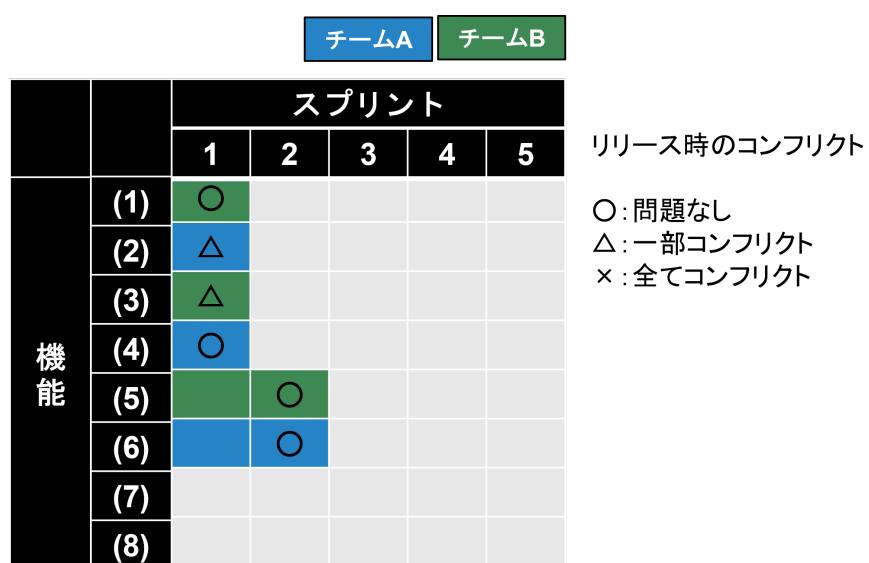 チームA チームB
スプリント
1 2 3 4 5
リリース時のコンフリクト
機能
(1) ○
○:問題なし
(2) △
△:一部コンフリクト
(3) △
×:全てコンフリクト
(4) ○
(5) ○
(6) ○
(7)
(8)